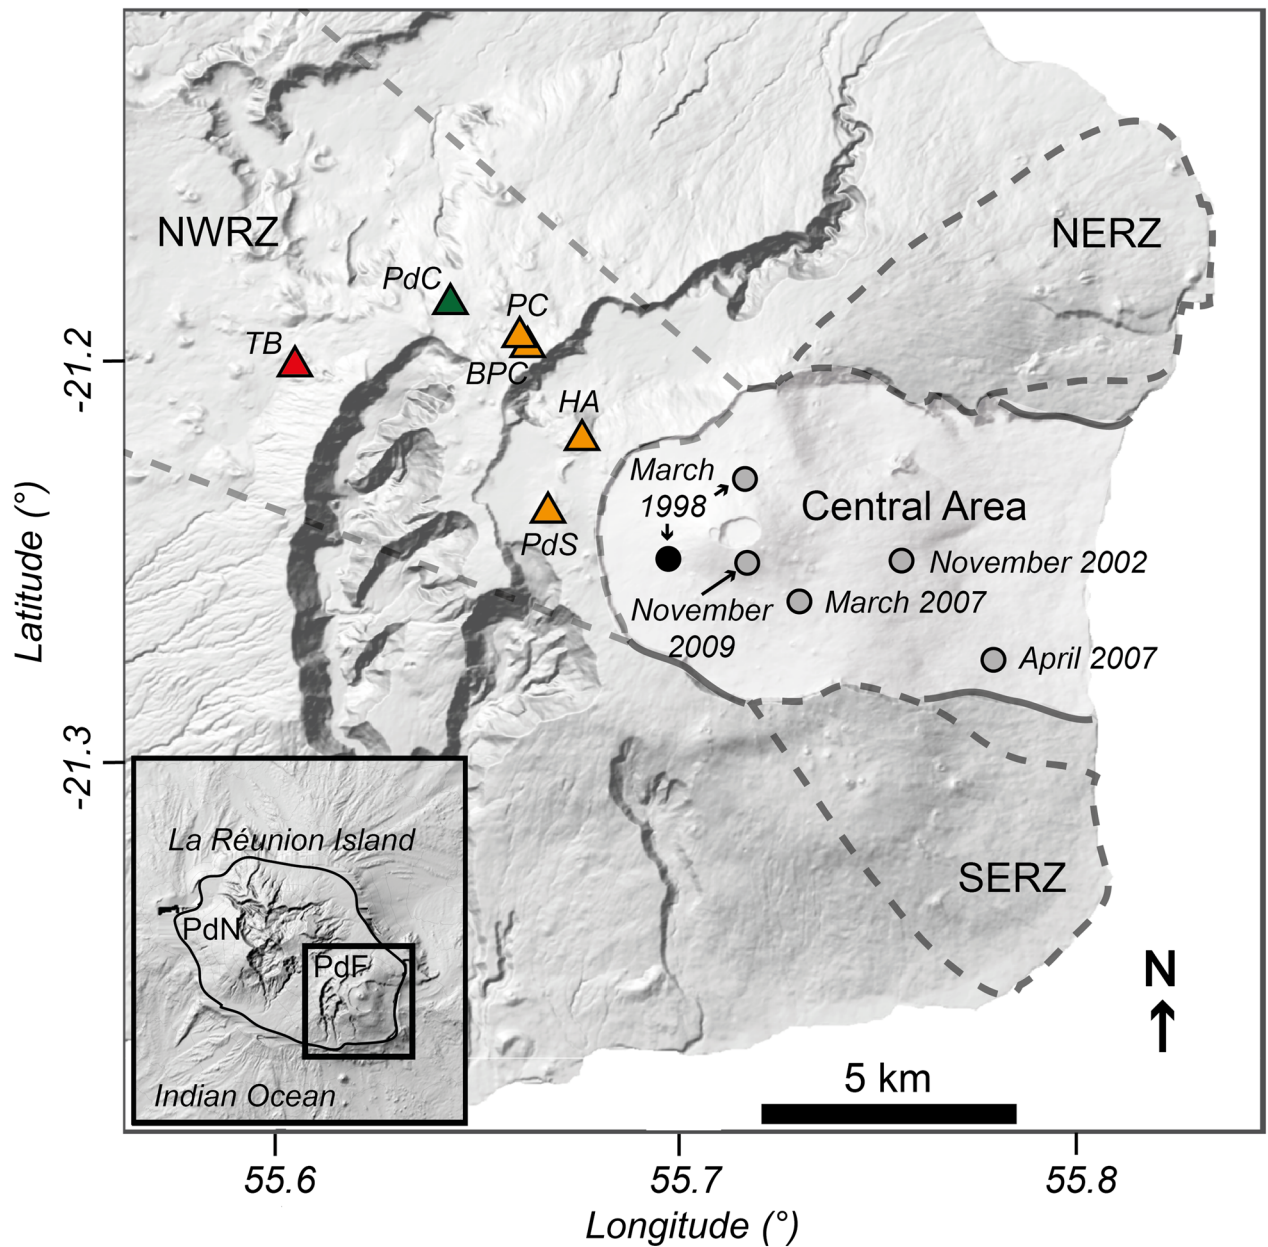 NWRZ
NERZ
PdC
PC
TB
BPC
HA
PdS
March
1998
Central Area
November 2002
November
2009
March 2007
April 2007
SERZ
N
5 km
La Réunion Island
PdN
PdF
Indian Ocean
-21.2
-21.3
Latitude (°)
55.6
55.7
55.8
Longitude (°)